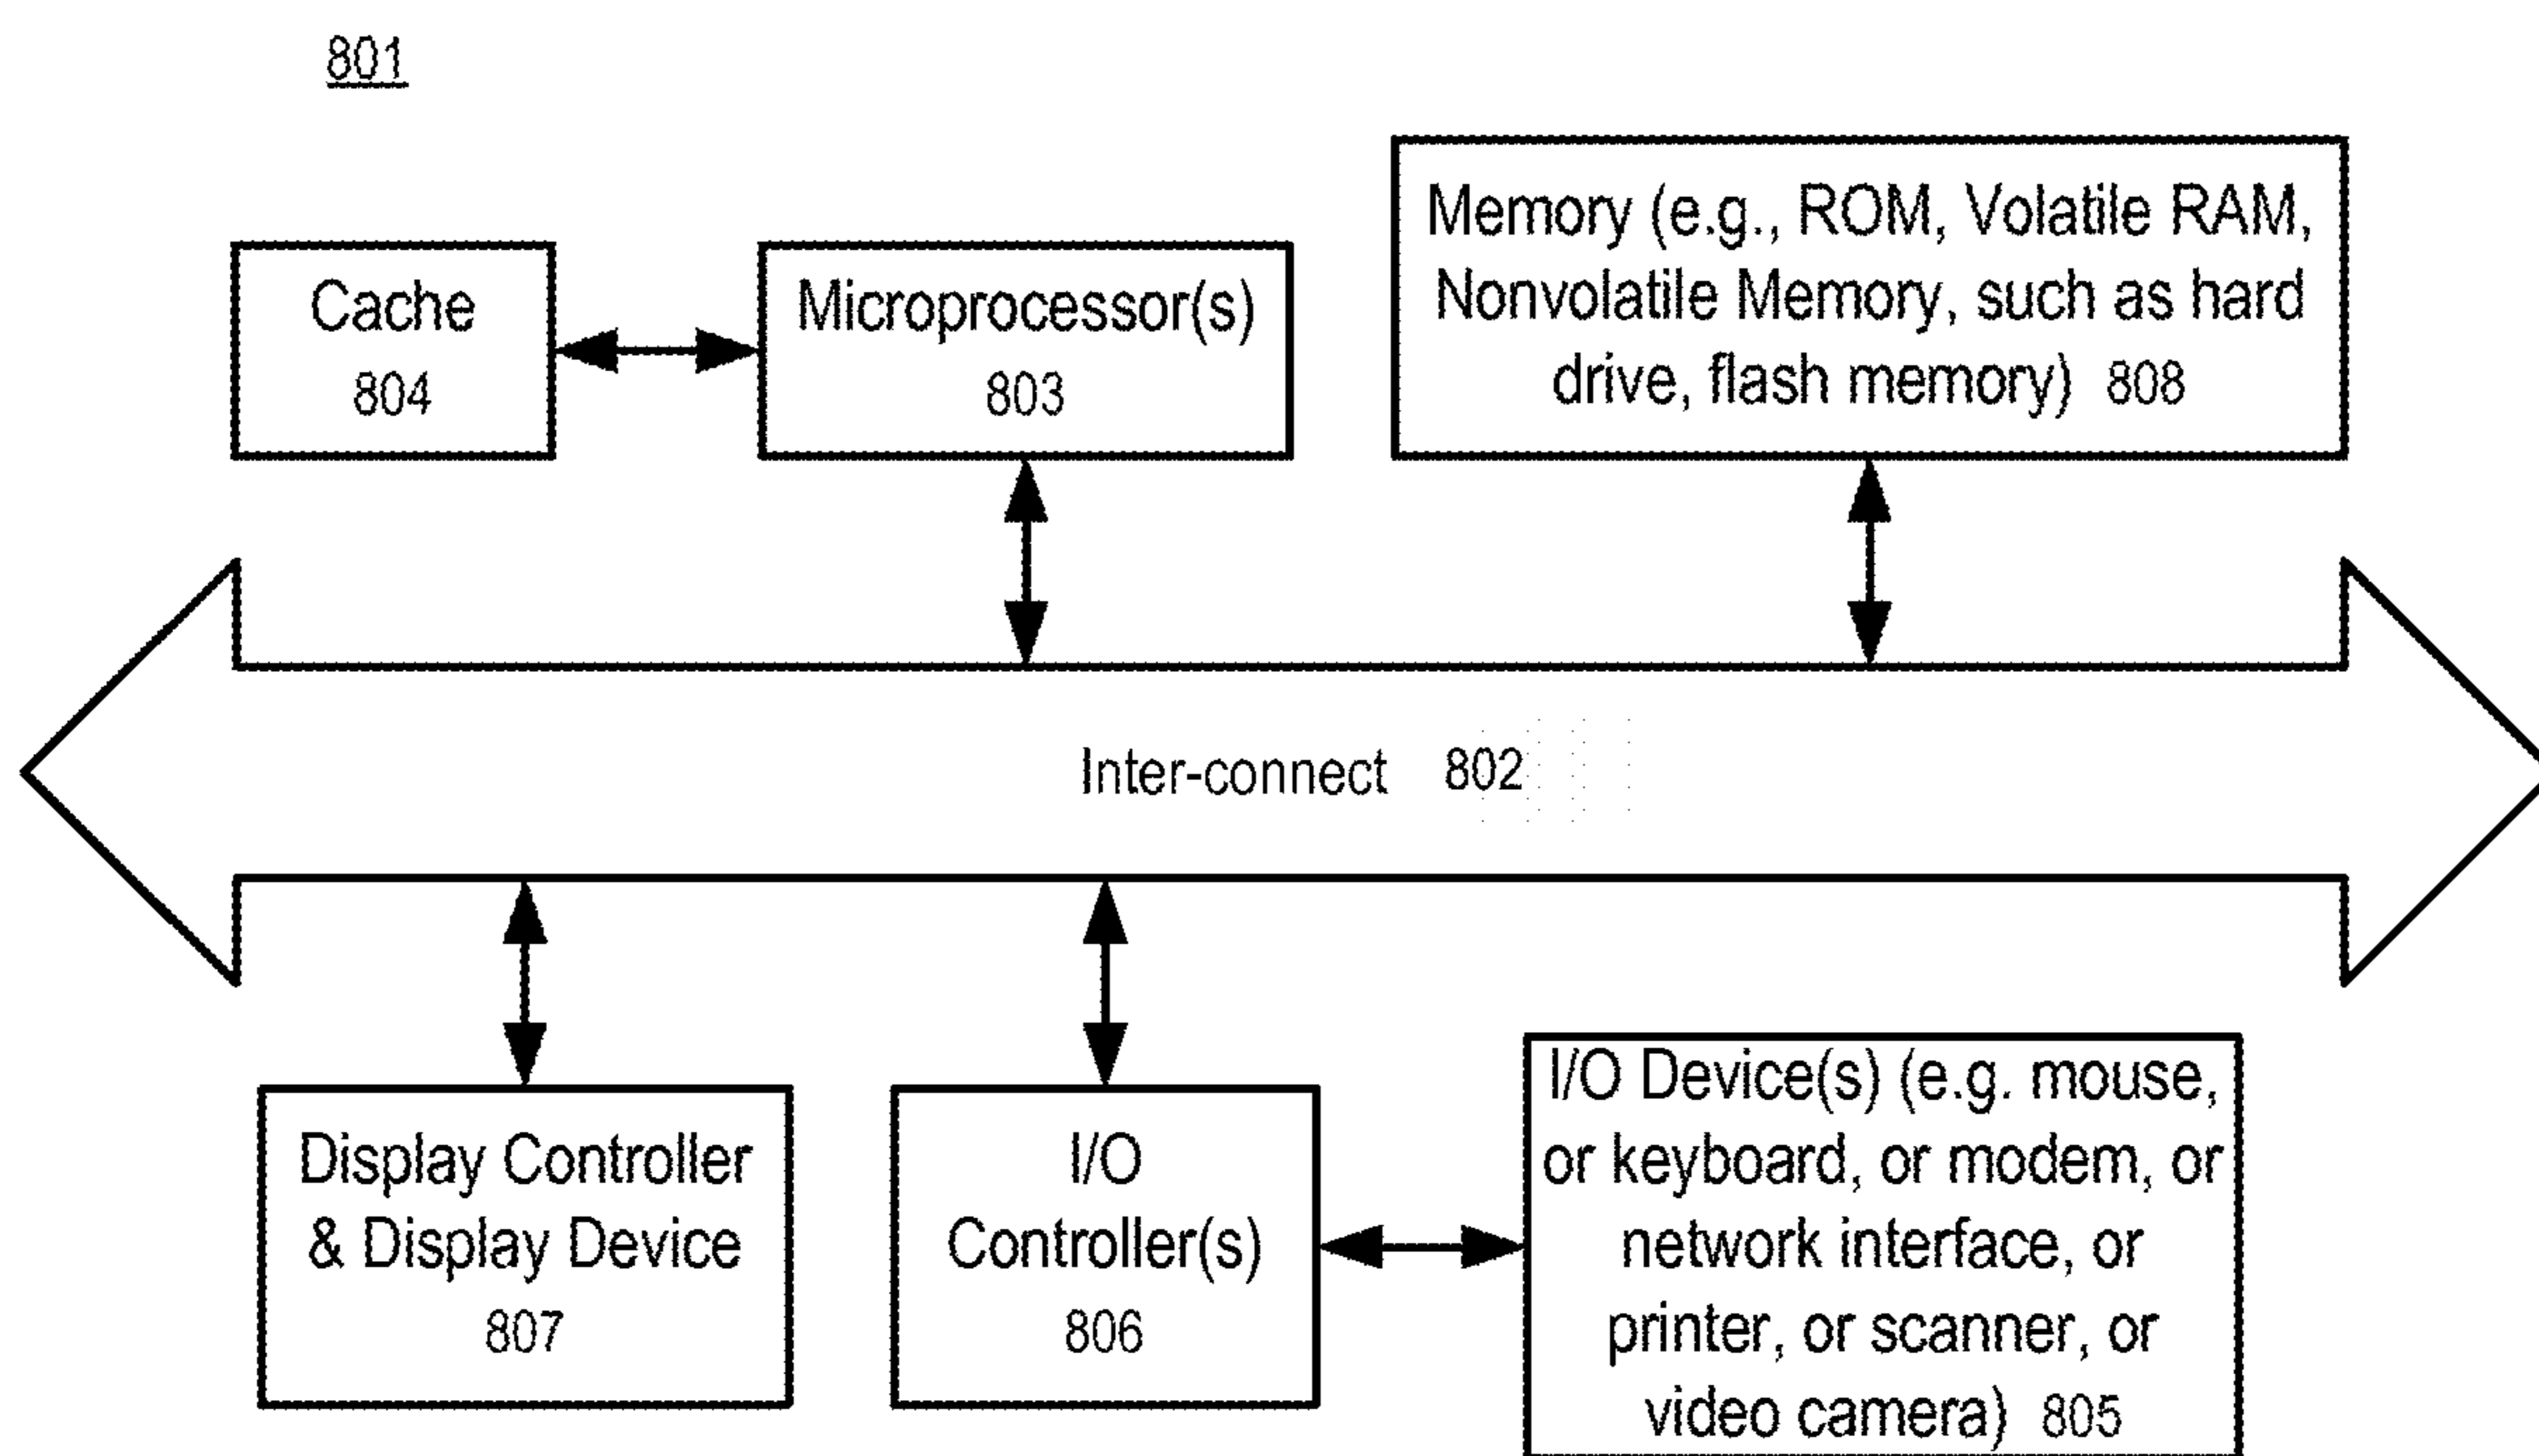 801
Cache
804
Microprocessor(s)
803
Memory (e.g., ROM, Volatile RAM,
Nonvolatile Memory, such as hard
drive, flash memory) 808
Inter-connect 802
Display Controller
& Display Device
807
I/O
Controller(s)
806
I/O Device(s) (e.g. mouse,
or keyboard, or modem, or
network interface, or
printer, or scanner, or
video camera) 805